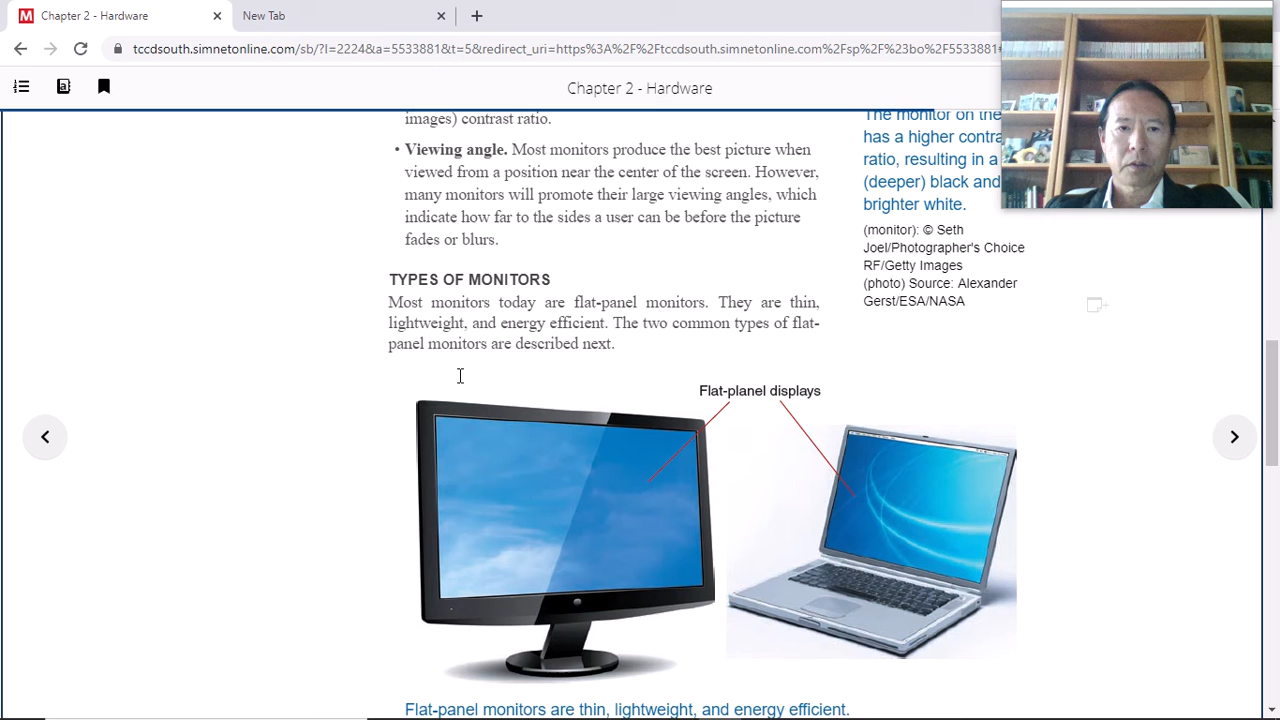 Chapter 2 - Hardware
New Tab
tccdsouth.simnetonline.com/sb/?l=2224&a=5533881&t=5&redirect_uri=https%3A%2F%2Ftccdsouth.simnetonline.com%2Fsp%2F%23bo%2F5533881
Chapter 2 - Hardware
images) contrast ratio.
• Viewing angle. Most monitors produce the best picture when
viewed from a position near the center of the screen. However,
many monitors will promote their large viewing angles, which
indicate how far to the sides a user can be before the picture
fades or blurs.
TYPES OF MONITORS
Most monitors today are flat-panel monitors. They are thin,
lightweight, and energy efficient. The two common types of flat-
panel monitors are described next.
The monitor on the
has a higher contra
ratio, resulting in a
(deeper) black and
brighter white.
(monitor): © Seth
Joel/Photographer's Choice
RF/Getty Images
(photo) Source: Alexander
Gerst/ESA/NASA
Flat-planel displays
Flat-panel monitors are thin, lightweight, and energy efficient.